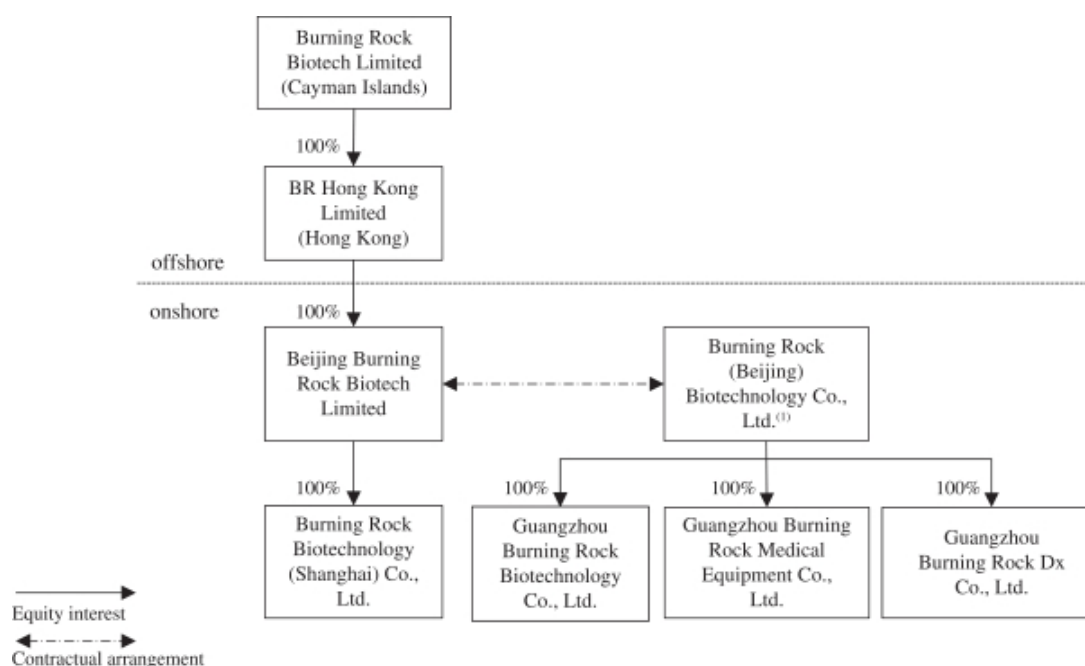 Burning Rock
Biotech Limited
(Cayman Islands)
100%
BR Hong Kong
Limited
(Hong Kong)
offshore
onshore
100%
Beijing Burning
Rock Biotech
Limited
Burning Rock
(Beijing)
Biotechnology Co.,
Ltd.(1)
100%
100%
100%
100%
Burning Rock
Biotechnology
(Shanghai) Co.,
Ltd.
Guangzhou
Burning Rock
Biotechnology
Co., Ltd.
Guangzhou Burning
Rock Medical
Equipment Co.,
Ltd.
Guangzhou
Burning Rock Dx
Co., Ltd.
Equity interest
Contractual arrangement